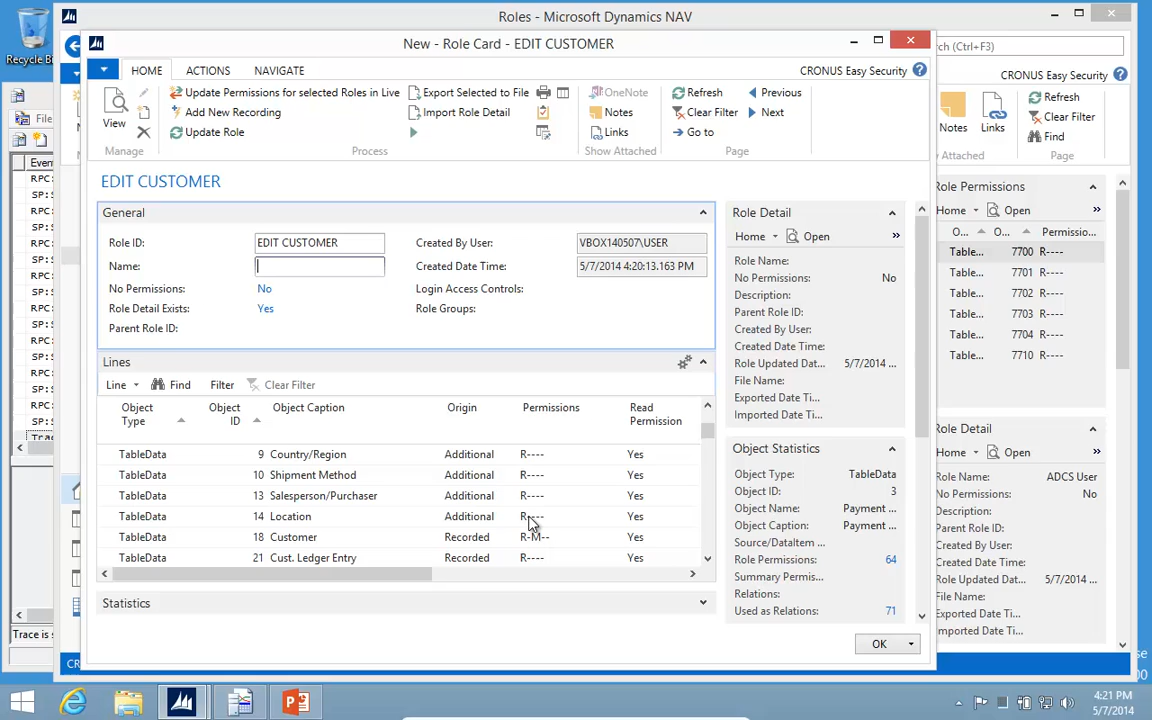 Roles - Microsoft Dynamics NAV
New - Role Card - EDIT CUSTOMER
Recycle Bi
ch (Ctrl+F3)
HOME
ACTIONS
NAVIGATE
CRONUS Easy Security
CRONUS Easy Security
View
Update Permissions for selected Roles in Live
Add New Recording
Update Role
Export Selected to File
Import Role Detail
OneNote
Notes
Links
Refresh
Clear Filter
Go to
Previous
Next
Manage
Process
Show Attached
Page
Notes
Links
Refresh
Clear Filter
Find
Attached
Page
File
Even
RPC:
SP:S
EDIT CUSTOMER
General
Role ID:
EDIT CUSTOMER
Name:
No Permissions:
No
Role Detail Exists:
Yes
Parent Role ID:
Created By User:
VBOX140507\USER
Created Date Time:
5/7/2014 4:20:13.163 PM
Login Access Controls:
Role Groups:
Lines
Line
Find
Filter
Clear Filter
Object Type
Object ID
Object Caption
Origin
Permissions
Read Permission
TableData 9 Country/Region Additional R---- Yes
TableData 10 Shipment Method Additional R---- Yes
TableData 13 Salesperson/Purchaser Additional R---- Yes
TableData 14 Location Additional R---- Yes
TableData 18 Customer Recorded R-M-- Yes
TableData 21 Cust. Ledger Entry Recorded R---- Yes
Statistics
Role Detail
Home
Open
Role Name:
No Permissions: No
Description:
Parent Role ID:
Created By User:
Created Date Time:
Role Updated Dat... 5/7/2014 ...
File Name:
Exported Date Ti...
Imported Date Ti...
Object Statistics
Object Type: TableData
Object ID: 3
Object Name: Payment ...
Object Caption: Payment ...
Source/DataItem ...
Role Permissions: 64
Summary Permis...
Relations:
Used as Relations: 71
OK
Role Permissions
Home
Open
O... O... Permissio...
Table... 7700 R----
Table... 7701 R----
Table... 7702 R----
Table... 7703 R----
Table... 7704 R----
Table... 7710 R----
Role Detail
Home
Open
Role Name: ADCS User
No Permissions: No
Description:
Parent Role ID:
Created By User:
Created Date Time:
Role Updated Dat... 5/7/2014 ...
File Name:
Exported Date Ti...
Imported Date Ti...
Trace is s
CR
4:21 PM
5/7/2014